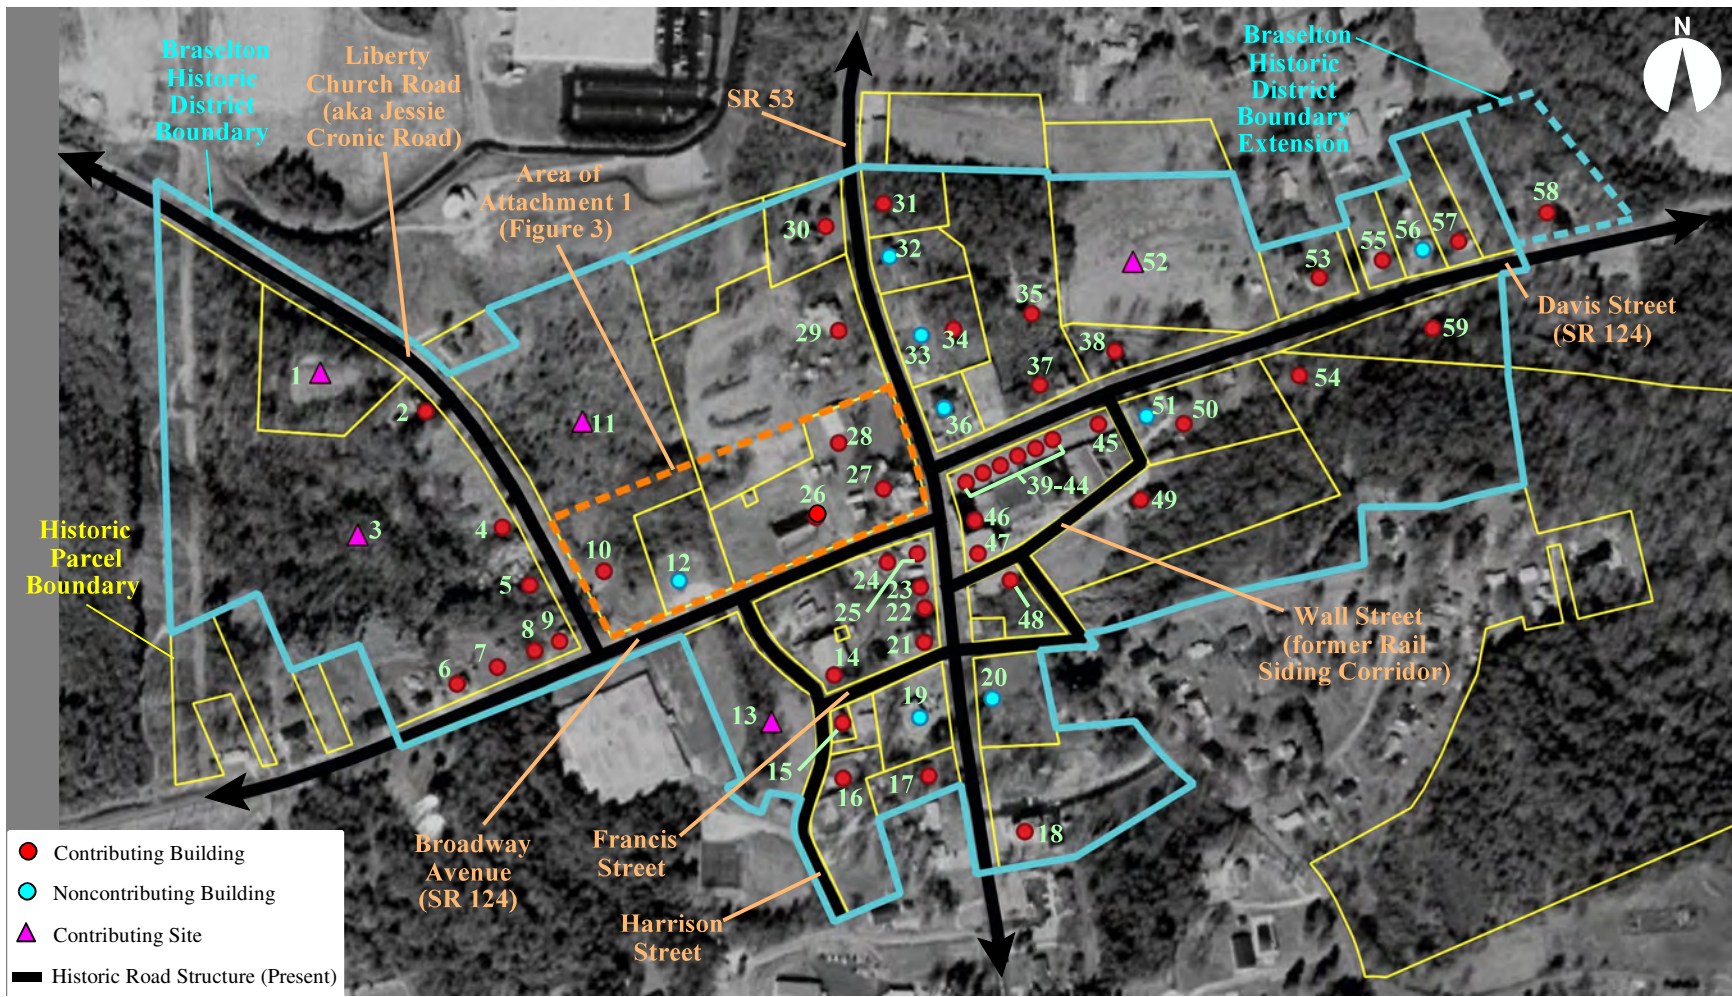 N
Braselton
Historic
District
Boundary
Liberty
Church Road
(aka Jessie
Cronic Road)
SR 53
Braselton
Historic
District
Boundary
Extension
Area of
Attachment 1
(Figure 3)
Davis Street
(SR 124)
Historic
Parcel
Boundary
Wall Street
(former Rail
Siding Corridor)
Broadway
Avenue
(SR 124)
Francis
Street
Harrison
Street
1
2
3
4
5
6
7
8
9
10
11
12
13
14
15
16
17
18
19
20
21
22
23
24
25
26
27
28
29
30
31
32
33
34
35
36
37
38
39-44
45
46
47
48
49
50
51
52
53
54
55
56
57
58
59
Contributing Building
Noncontributing Building
Contributing Site
Historic Road Structure (Present)